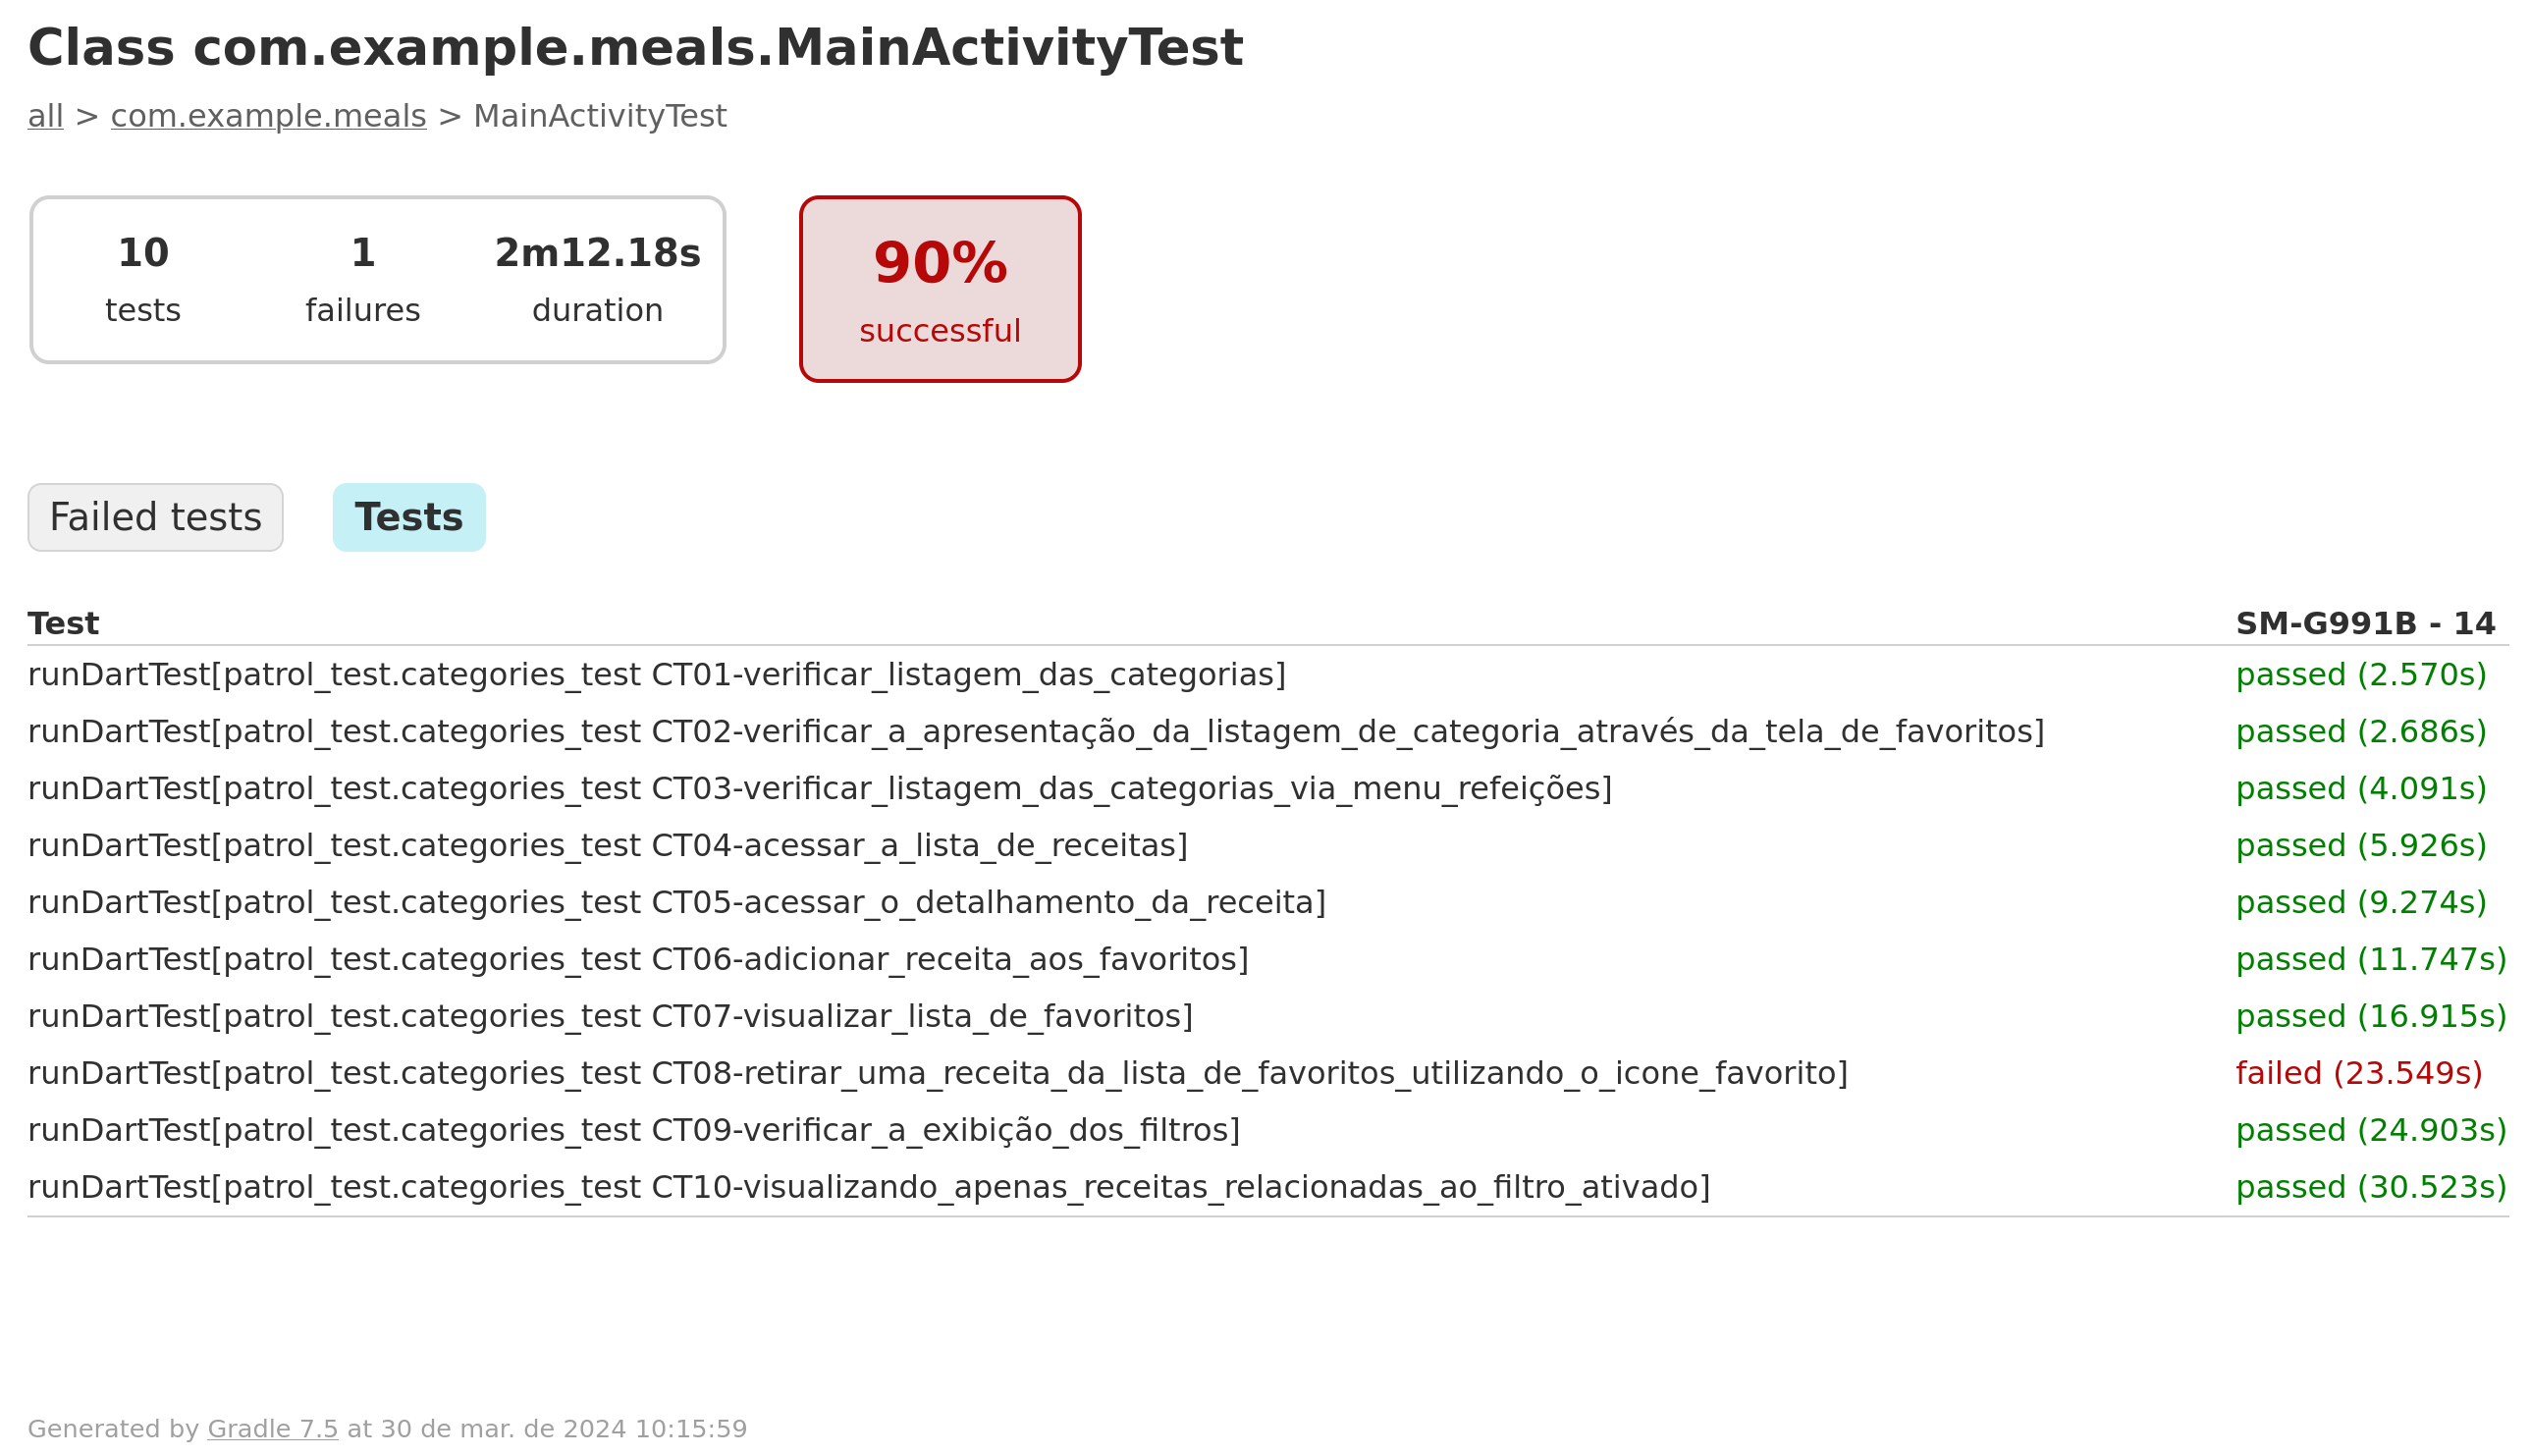 Class com.example.meals.MainActivityTest
all > com.example.meals > MainActivityTest
10 1 2m12.18s
tests failures duration
90%
successful
Failed tests Tests
Test SM-G991B - 14
runDartTest[patrol_test.categories_test CT01-verificar_listagem_das_categorias] passed (2.570s)
runDartTest[patrol_test.categories_test CT02-verificar_a_apresentação_da_listagem_de_categoria_através_da_tela_de_favoritos] passed (2.686s)
runDartTest[patrol_test.categories_test CT03-verificar_listagem_das_categorias_via_menu_refeições] passed (4.091s)
runDartTest[patrol_test.categories_test CT04-acessar_a_lista_de_receitas] passed (5.926s)
runDartTest[patrol_test.categories_test CT05-acessar_o_detalhamento_da_receita] passed (9.274s)
runDartTest[patrol_test.categories_test CT06-adicionar_receita_aos_favoritos] passed (11.747s)
runDartTest[patrol_test.categories_test CT07-visualizar_lista_de_favoritos] passed (16.915s)
runDartTest[patrol_test.categories_test CT08-retirar_uma_receita_da_lista_de_favoritos_utilizando_o_icone_favorito] failed (23.549s)
runDartTest[patrol_test.categories_test CT09-verificar_a_exibição_dos_filtros] passed (24.903s)
runDartTest[patrol_test.categories_test CT10-visualizando_apenas_receitas_relacionadas_ao_filtro_ativado] passed (30.523s)
Generated by Gradle 7.5 at 30 de mar. de 2024 10:15:59